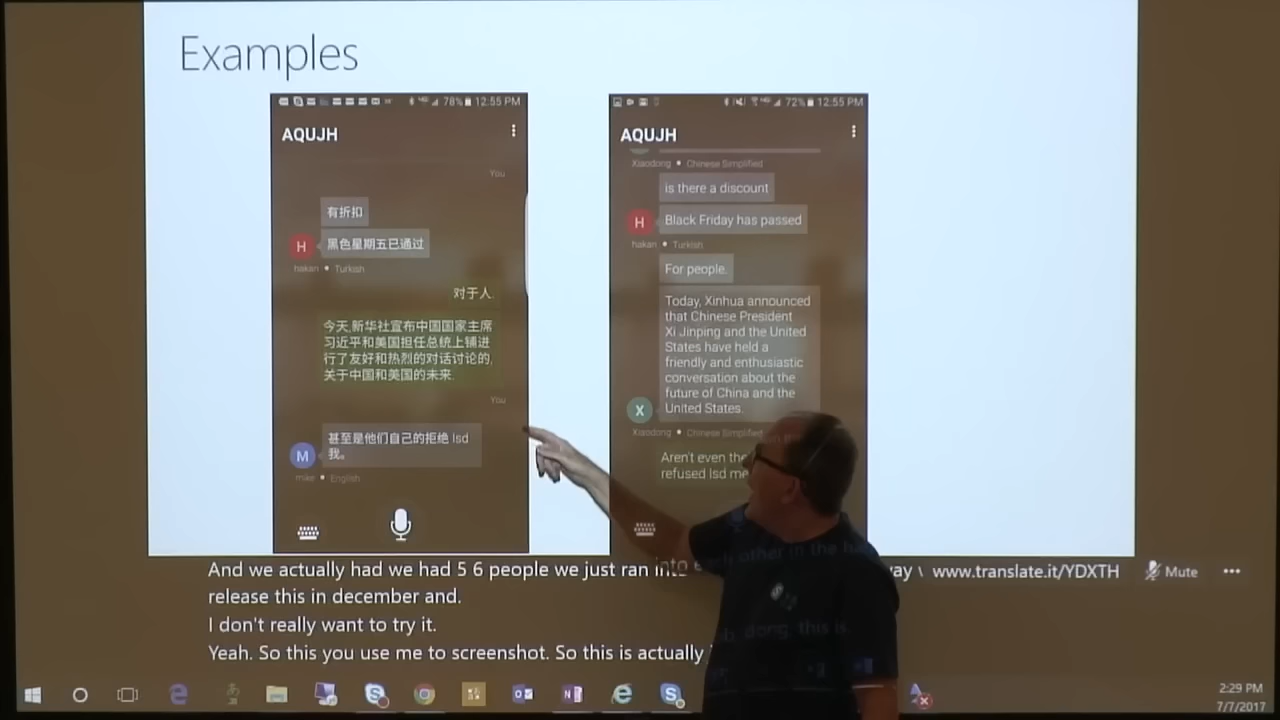 Examples
78% 12:55 PM
AQUJH
You
有折扣
H
黑色星期五已通过
hakan • Turkish
对于人.
今天,新华社宣布中国国家主席
习近平和美国担任总统上辅进
行了友好和热烈的对话讨论的,
关于中国和美国的未来.
You
甚至是他们自己的拒绝 lsd
我。
M
mike • English
72% 12:55 PM
AQUJH
Xiaodong • Chinese Simplified
is there a discount
H
Black Friday has passed
hakan • Turkish
For people.
Today, Xinhua announced
that Chinese President
Xi Jinping and the United
States have held a
friendly and enthusiastic
conversation about the
future of China and the
United States.
X
Xiaodong • Chinese Simplified
Aren't even the
refused lsd me
And we actually had we had 5 6 people we just ran into each other in the
www.translate.it/YDXTH
Mute
release this in december and.
I don't really want to try it.
dong, this is
Yeah. So this you use me to screenshot. So this is actually
2:29 PM
7/7/2017